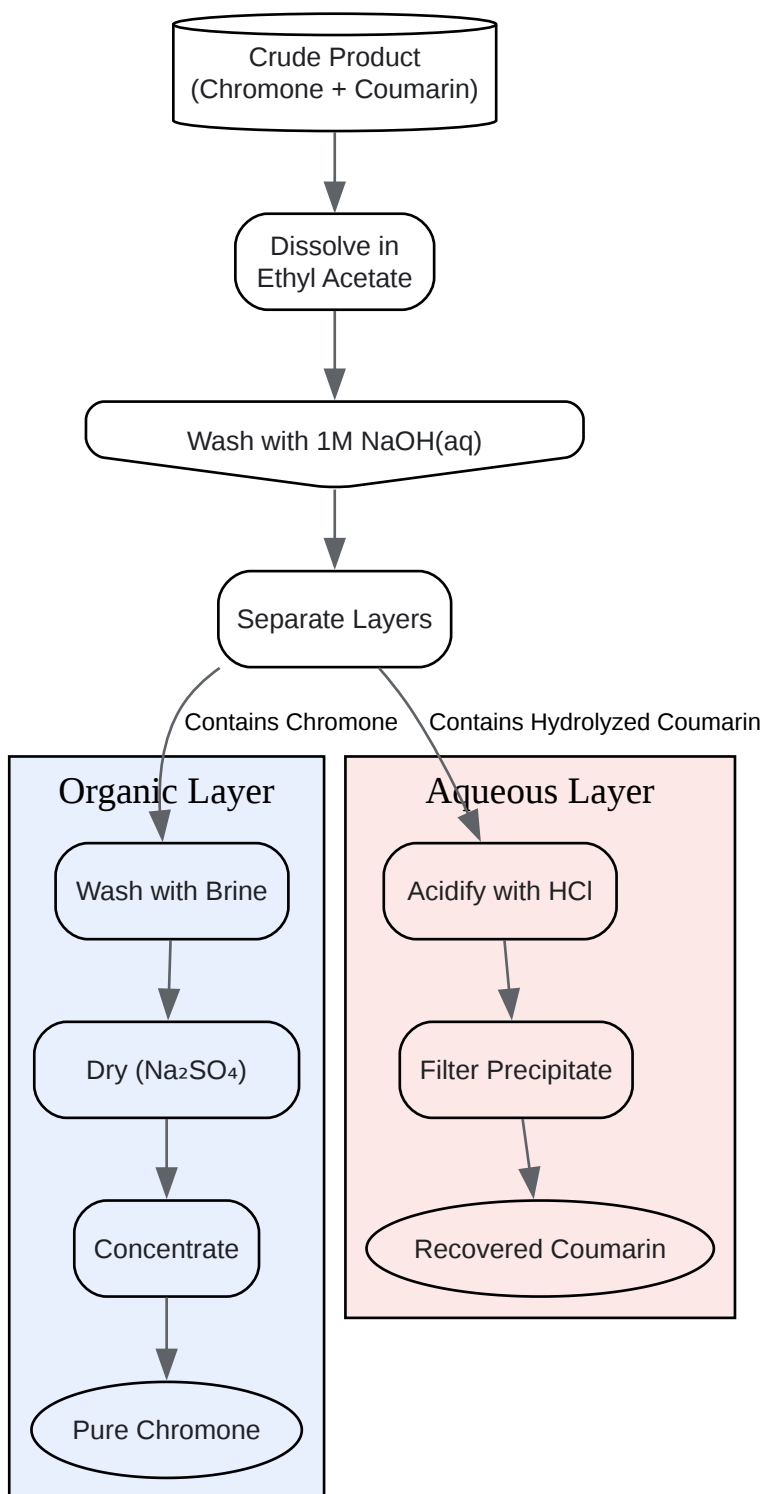 Crude Product
(Chromone + Coumarin)
Dissolve in
Ethyl Acetate
Wash with 1M NaOH(aq)
Separate Layers
Contains Chromone
Contains Hydrolyzed Coumarin
Organic Layer
Aqueous Layer
Wash with Brine
Acidify with HCl
Dry (Na₂SO₄)
Filter Precipitate
Concentrate
Recovered Coumarin
Pure Chromone